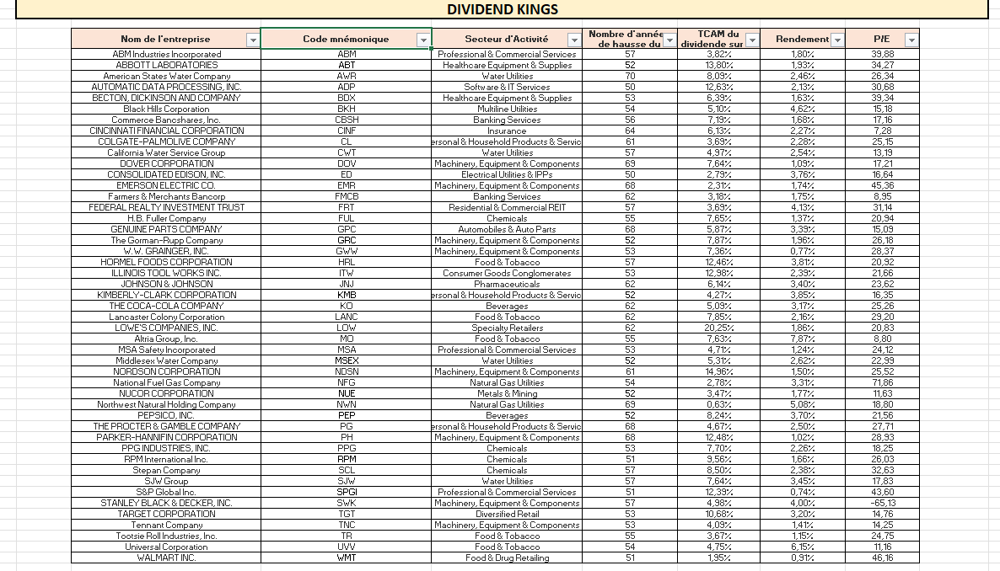 DIVIDEND KINGS
Nom de l'entreprise Code mnémonique Secteur d'Activité Nombre d'année de hausse du TCAM du dividende sur Rendement P/E
ABM Industries Incorporated ABM Professional & Commercial Services 57 3,82% 1,80% 39,88
ABBOTT LABORATORIES ABT Healthcare Equipment & Supplies 52 13,80% 1,93% 34,27
American States Water Company AWR Water Utilities 70 8,09% 2,46% 26,34
AUTOMATIC DATA PROCESSING, INC. ADP Software & IT Services 50 12,63% 2,13% 30,68
BECTON, DICKINSON AND COMPANY BDX Healthcare Equipment & Supplies 53 6,39% 1,63% 39,34
Black Hills Corporation BKH Multiline Utilities 54 5,10% 4,62% 15,18
Commerce Bancshares, Inc. CBSH Banking Services 56 7,19% 1,68% 17,16
CINCINNATI FINANCIAL CORPORATION CINF Insurance 64 6,13% 2,27% 7,28
COLGATE-PALMOLIVE COMPANY CL ersonal & Household Products & Servic 61 3,69% 2,28% 25,15
California Water Service Group CWT Water Utilities 57 4,97% 2,54% 13,19
DOVER CORPORATION DOV Machinery, Equipment & Components 69 7,64% 1,09% 17,21
CONSOLIDATED EDISON, INC. ED Electrical Utilities & IPPs 50 2,79% 3,76% 16,64
EMERSON ELECTRIC CO. EMR Machinery, Equipment & Components 68 2,31% 1,74% 45,36
Farmers & Merchants Bancorp FMCB Banking Services 62 3,18% 1,75% 8,95
FEDERAL REALTY INVESTMENT TRUST FRT Residential & Commercial REIT 57 3,69% 4,13% 31,14
H.B. Fuller Company FUL Chemicals 55 7,65% 1,37% 20,94
GENUINE PARTS COMPANY GPC Automobiles & Auto Parts 68 5,87% 3,39% 15,09
The Gorman-Rupp Company GRC Machinery, Equipment & Components 52 7,87% 1,96% 26,18
W.W. GRAINGER, INC. GWW Machinery, Equipment & Components 53 7,36% 0,77% 28,37
HORMEL FOODS CORPORATION HRL Food & Tobacco 57 12,46% 3,81% 20,92
ILLINOIS TOOL WORKS INC. ITW Consumer Goods Conglomerates 53 12,98% 2,39% 21,66
JOHNSON & JOHNSON JNJ Pharmaceuticals 62 6,14% 3,40% 23,62
KIMBERLY-CLARK CORPORATION KMB ersonal & Household Products & Servic 52 4,27% 3,85% 16,35
THE COCA-COLA COMPANY KO Beverages 62 5,09% 3,17% 25,26
Lancaster Colony Corporation LANC Food & Tobacco 62 7,85% 2,16% 29,20
LOWE'S COMPANIES, INC. LOW Specialty Retailers 62 20,25% 1,86% 20,83
Altria Group, Inc. MO Food & Tobacco 55 7,63% 7,87% 8,80
MSA Safety Incorporated MSA Professional & Commercial Services 53 4,71% 1,24% 24,12
Middlesex Water Company MSEX Water Utilities 52 5,31% 2,62% 22,99
NORDSON CORPORATION NDSN Machinery, Equipment & Components 61 14,96% 1,50% 25,52
National Fuel Gas Company NFG Natural Gas Utilities 54 2,78% 3,31% 71,86
NUCOR CORPORATION NUE Metals & Mining 52 3,47% 1,77% 11,63
Northwest Natural Holding Company NWN Natural Gas Utilities 69 0,63% 5,08% 18,80
PEPSICO, INC. PEP Beverages 52 8,24% 3,70% 21,56
THE PROCTER & GAMBLE COMPANY PG ersonal & Household Products & Servic 68 4,67% 2,50% 27,71
PARKER-HANNIFIN CORPORATION PH Machinery, Equipment & Components 68 12,48% 1,02% 28,93
PPG INDUSTRIES, INC. PPG Chemicals 53 7,70% 2,26% 18,25
RPM International Inc. RPM Chemicals 51 9,56% 1,66% 26,03
Stepan Company SCL Chemicals 57 8,50% 2,38% 32,63
SJW Group SJW Water Utilities 57 7,64% 3,45% 17,83
S&P Global Inc. SPGI Professional & Commercial Services 51 12,39% 0,74% 43,60
STANLEY BLACK & DECKER, INC. SWK Machinery, Equipment & Components 57 4,98% 4,00% -65,13
TARGET CORPORATION TGT Diversified Retail 53 10,68% 3,20% 14,76
Tennant Company TNC Machinery, Equipment & Components 53 4,09% 1,41% 14,25
Tootsie Roll Industries, Inc. TR Food & Tobacco 55 3,67% 1,15% 24,75
Universal Corporation UVV Food & Tobacco 54 4,75% 6,15% 11,16
WALMART INC. WMT Food & Drug Retailing 51 1,95% 0,91% 46,16